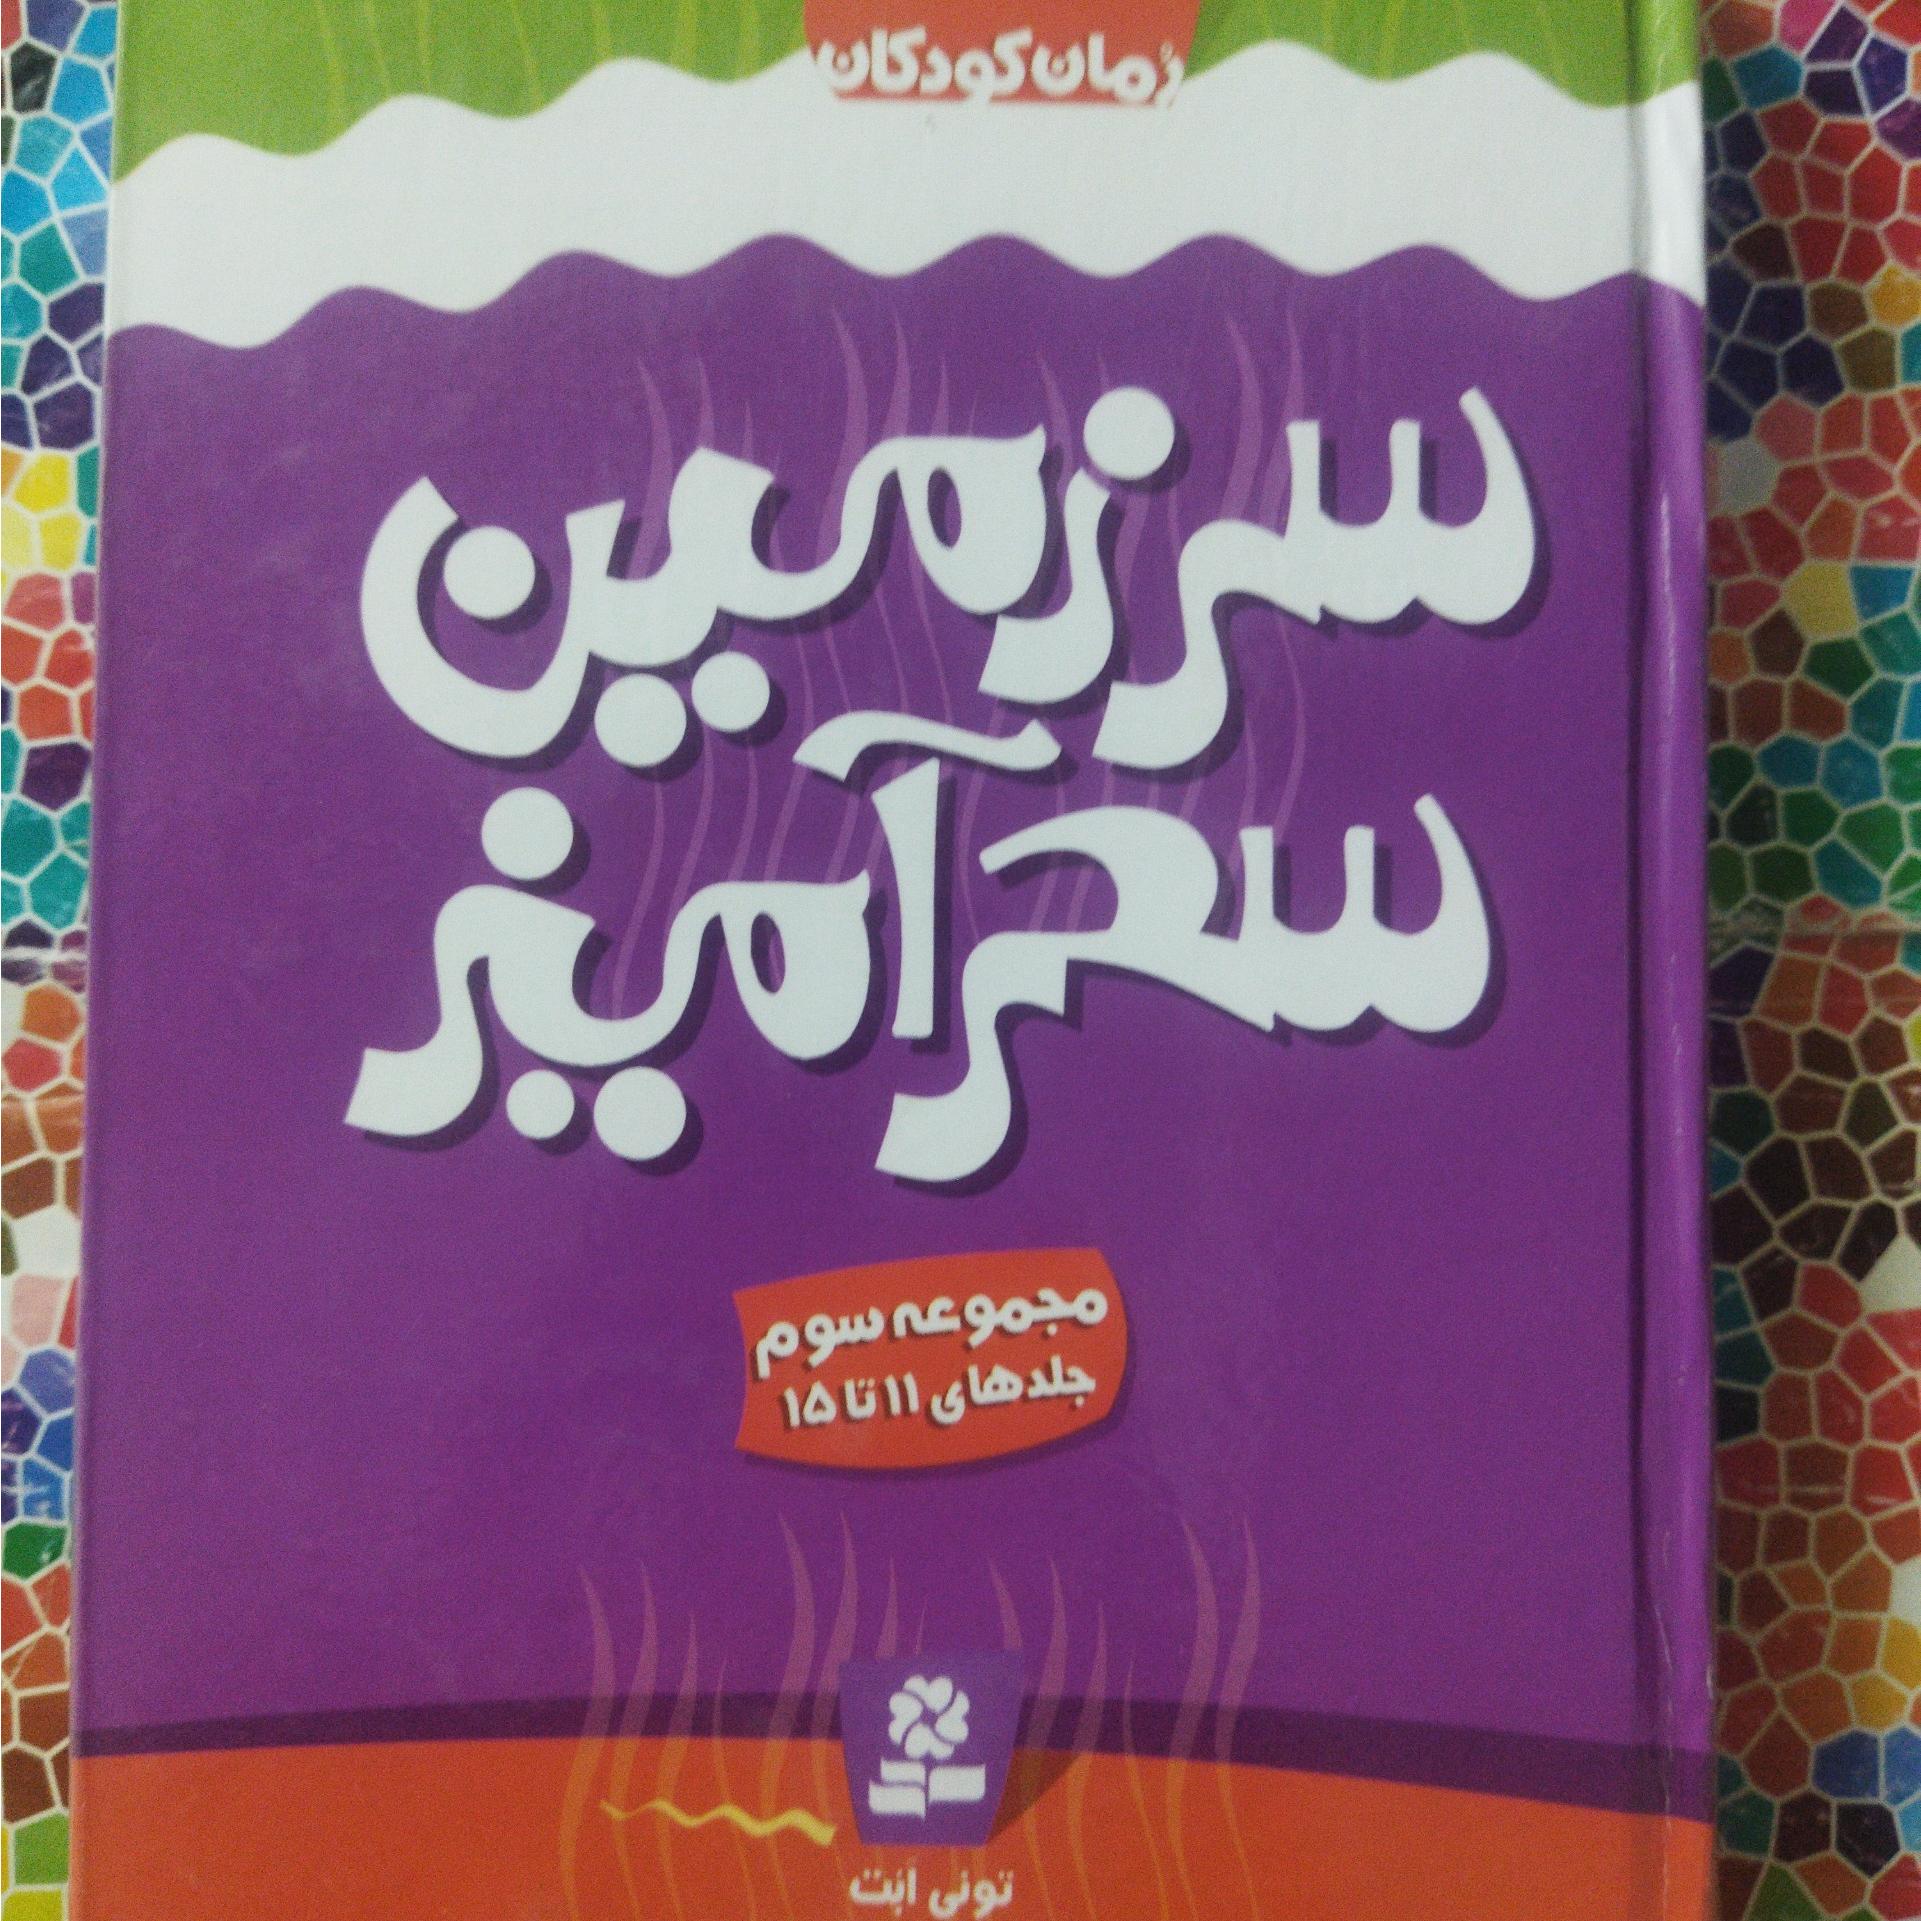 رمان کودکان
سرزمین
سحرآمیز
مجموعه سوم
جلدهای ۱۱ تا ۱۵
تونی ابت